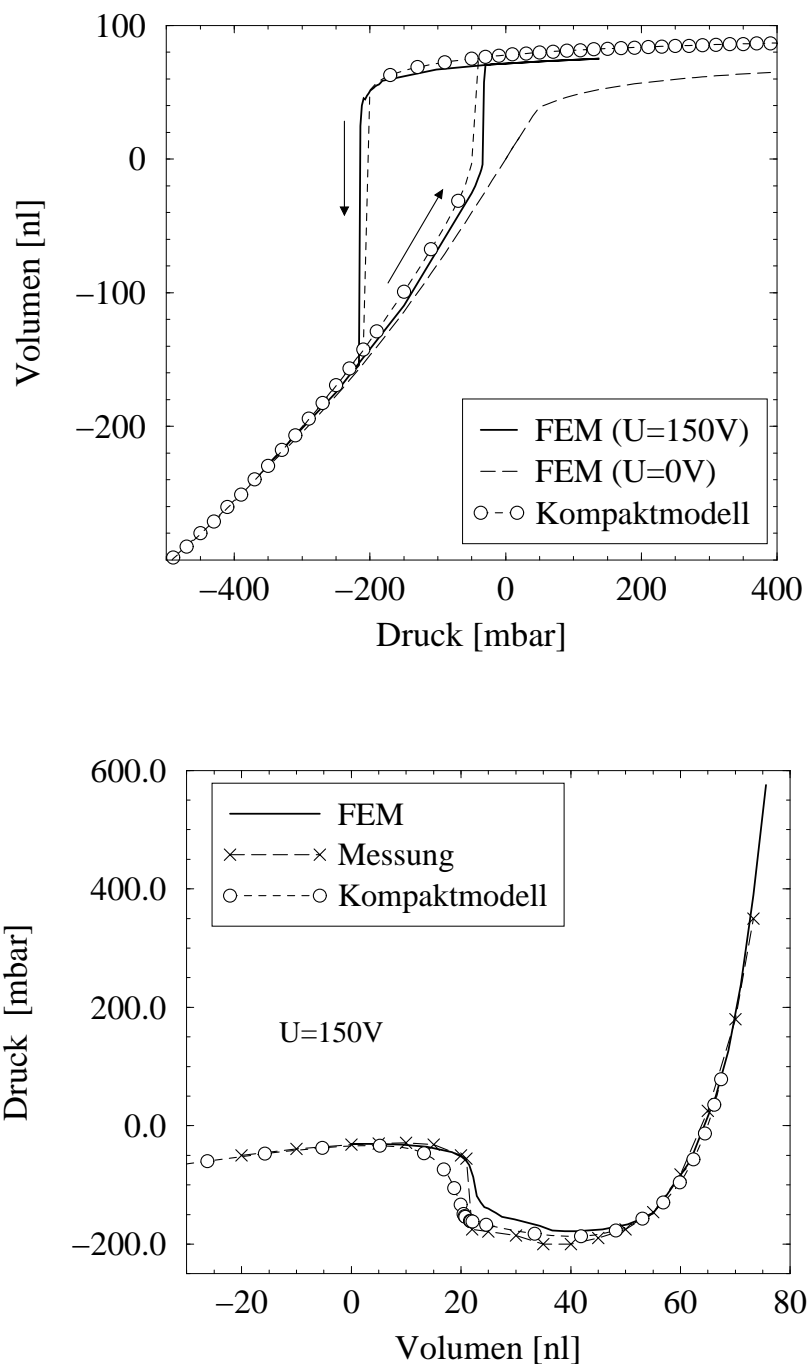 100
0
−100
−200
Volumen [nl]
FEM (U=150V)
FEM (U=0V)
Kompaktmodell
−400
−200
0
200
400
Druck [mbar]
600.0
400.0
200.0
0.0
−200.0
Druck [mbar]
FEM
Messung
Kompaktmodell
U=150V
−20
0
20
40
60
80
Volumen [nl]